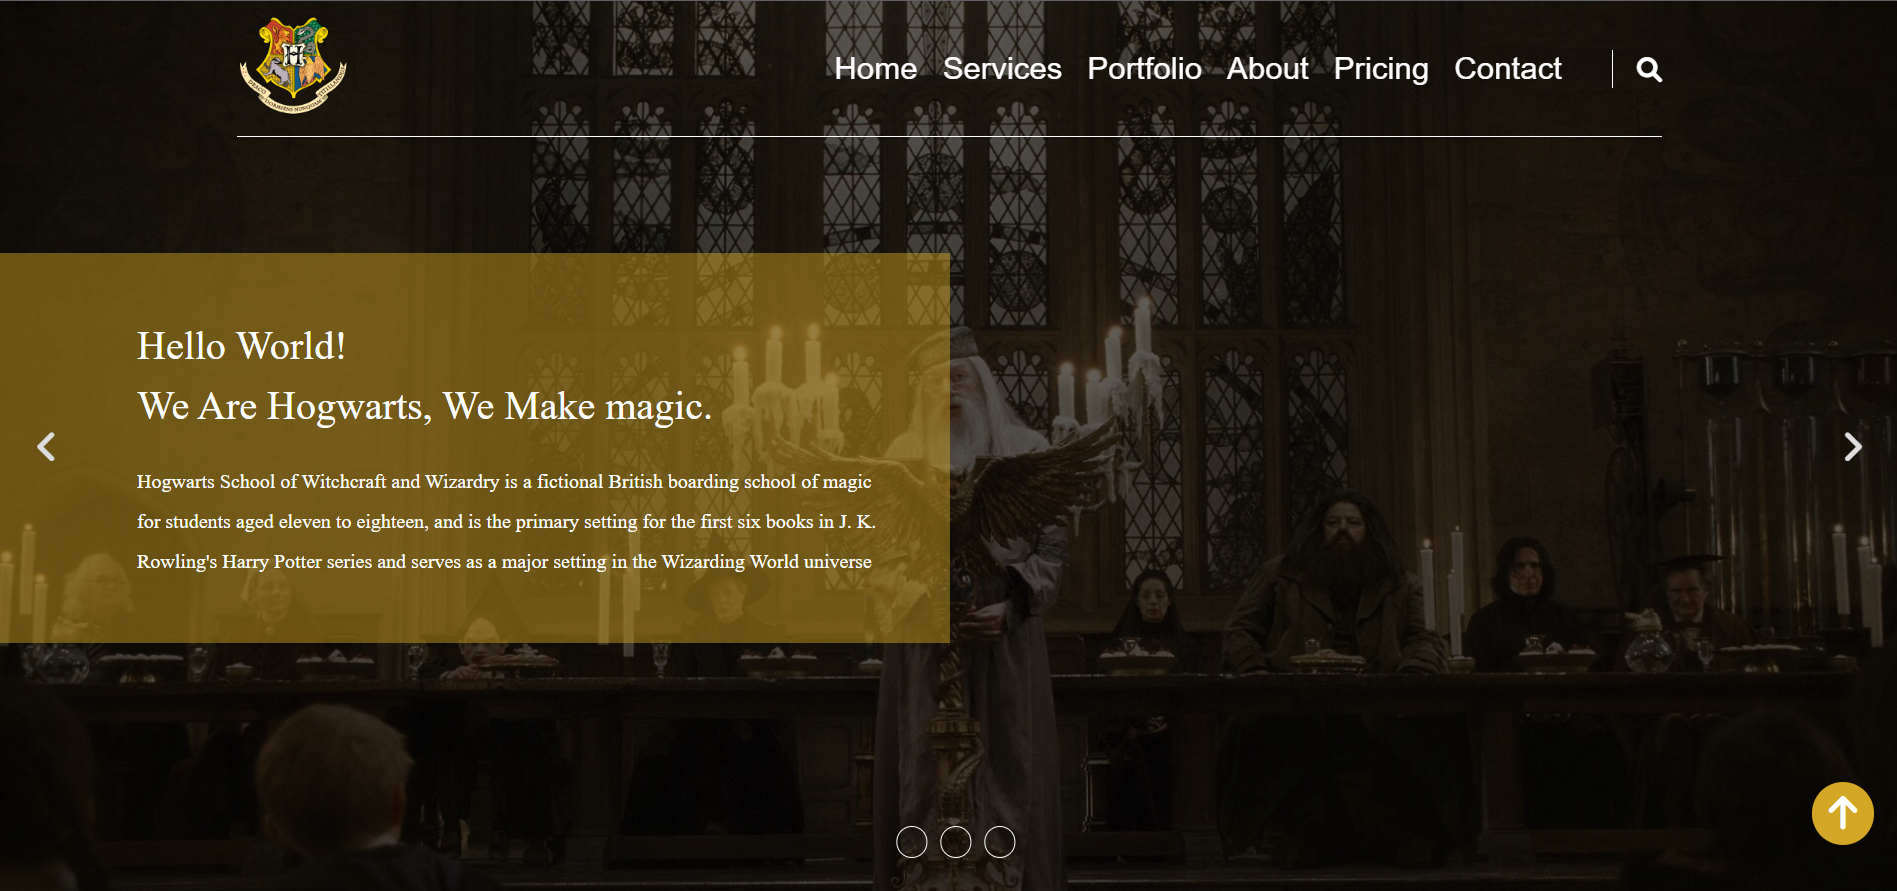 Home Services Portfolio About Pricing Contact
Hello World!
We Are Hogwarts, We Make magic.
Hogwarts School of Witchcraft and Wizardry is a fictional British boarding school of magic
for students aged eleven to eighteen, and is the primary setting for the first six books in J. K.
Rowling's Harry Potter series and serves as a major setting in the Wizarding World universe